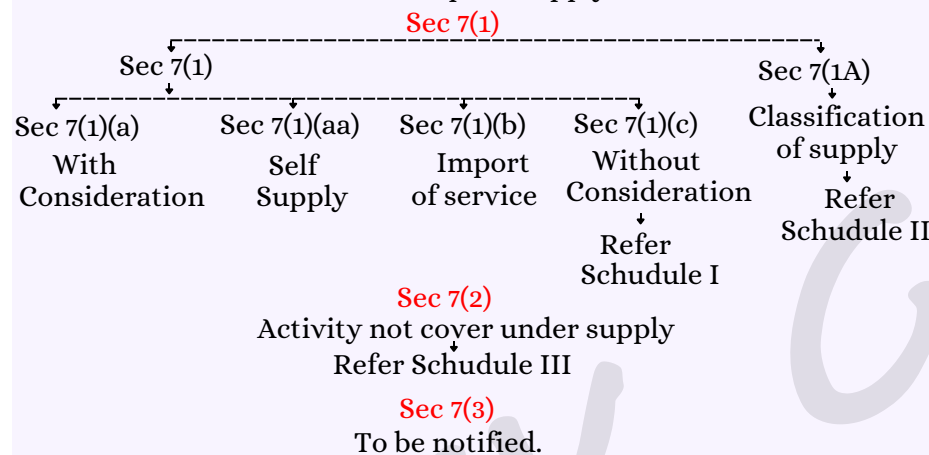 Sec 7(1)
Sec 7(1)
Sec 7(1A)
Sec 7(1)(a)
With
Consideration
Sec 7(1)(aa)
Self
Supply
Sec 7(1)(b)
Import
of service
Sec 7(1)(c)
Without
Consideration
Refer
Schudule I
Classification
of supply
Refer
Schudule II
Sec 7(2)
Activity not cover under supply
Refer Schudule III
Sec 7(3)
To be notified.